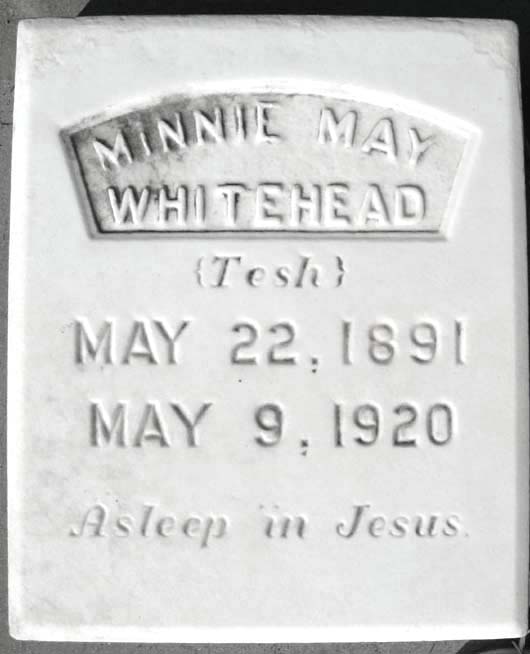 MINNIE MAY
WHITEHEAD
{Tesh}
MAY 22, 1891
MAY 9, 1920
Asleep in Jesus.